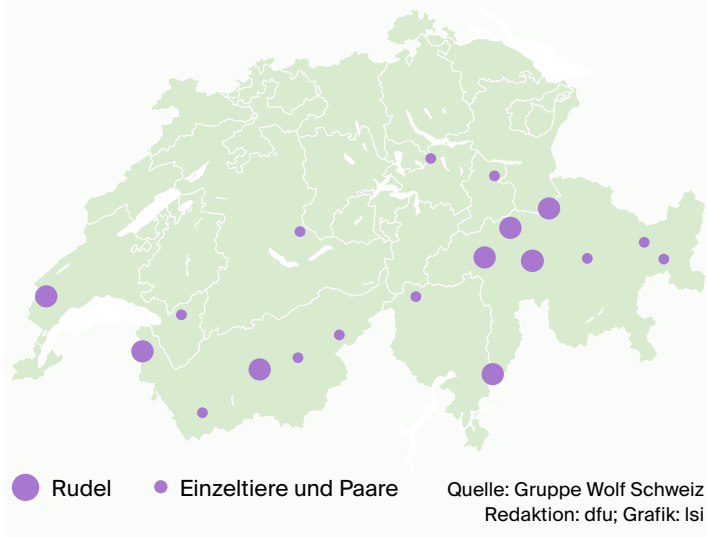 Rudel
Einzeltiere und Paare
Quelle: Gruppe Wolf Schweiz
Redaktion: dfu; Grafik: lsi